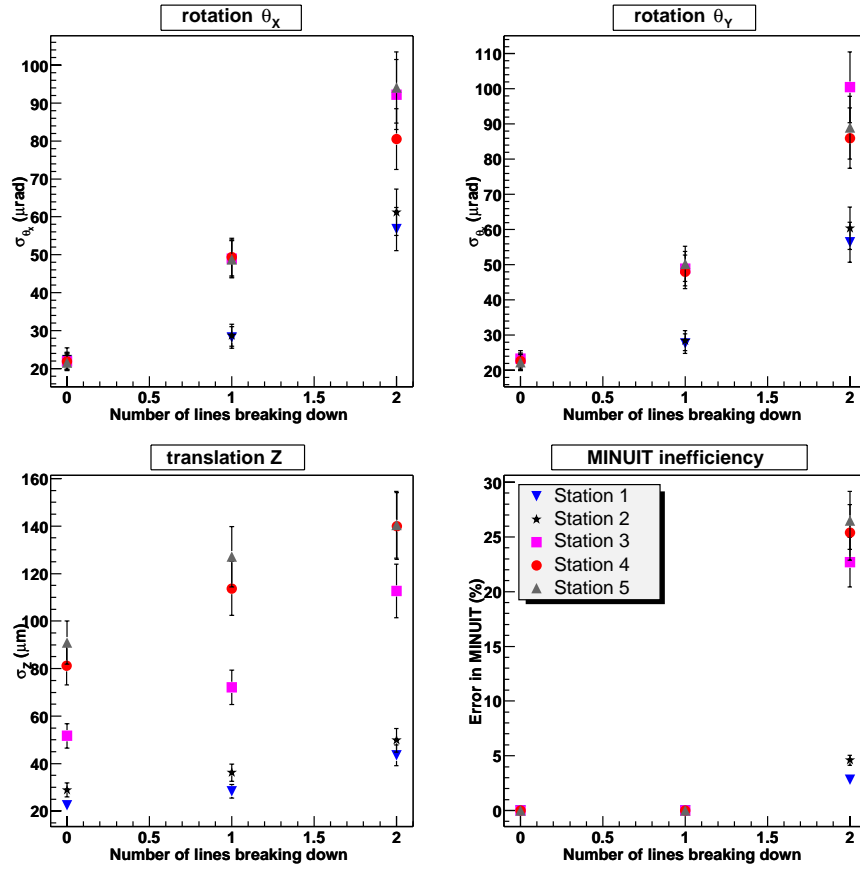 rotation θX
σθX (μrad)
100
90
80
70
60
50
40
30
20
0 0.5 1 1.5 2
Number of lines breaking down
rotation θY
σθX (μrad)
110
100
90
80
70
60
50
40
30
20
0 0.5 1 1.5 2
Number of lines breaking down
translation Z
σZ (μm)
160
140
120
100
80
60
40
20
0 0.5 1 1.5 2
Number of lines breaking down
MINUIT inefficiency
Error in MINUIT (%)
30
25
20
15
10
5
0
Station 1
Station 2
Station 3
Station 4
Station 5
0 0.5 1 1.5 2
Number of lines breaking down